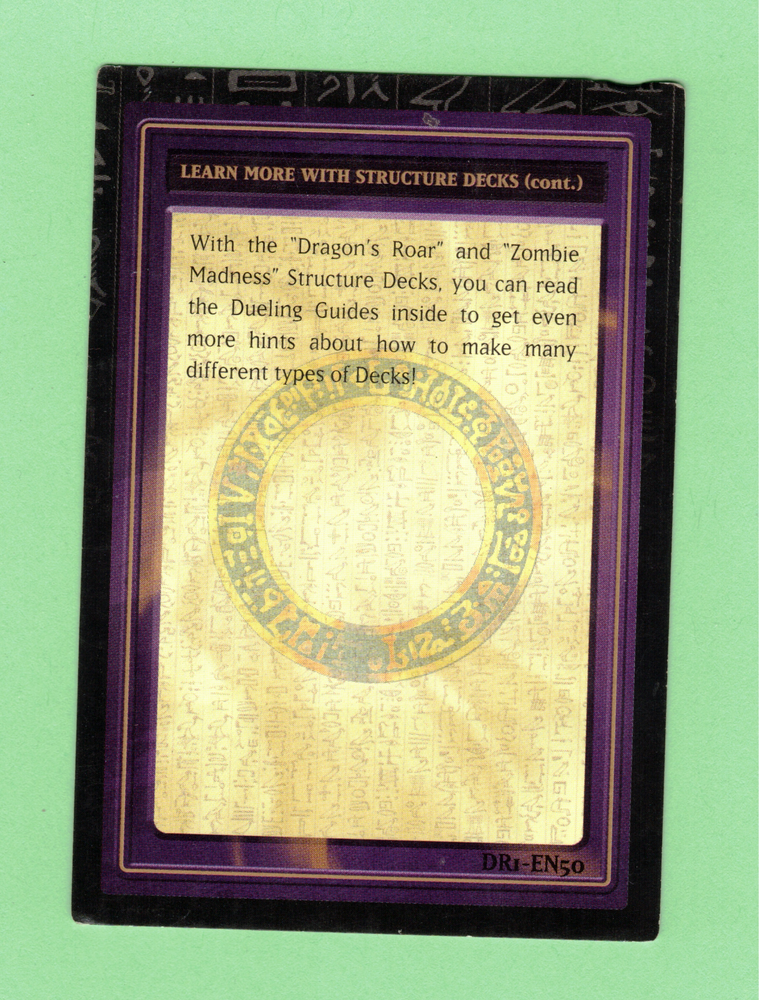 LEARN MORE WITH STRUCTURE DECKS (cont.)
With the "Dragon's Roar" and "Zombie
Madness" Structure Decks, you can read
the Dueling Guides inside to get even
more hints about how to make many
different types of Decks!
DR1-EN50